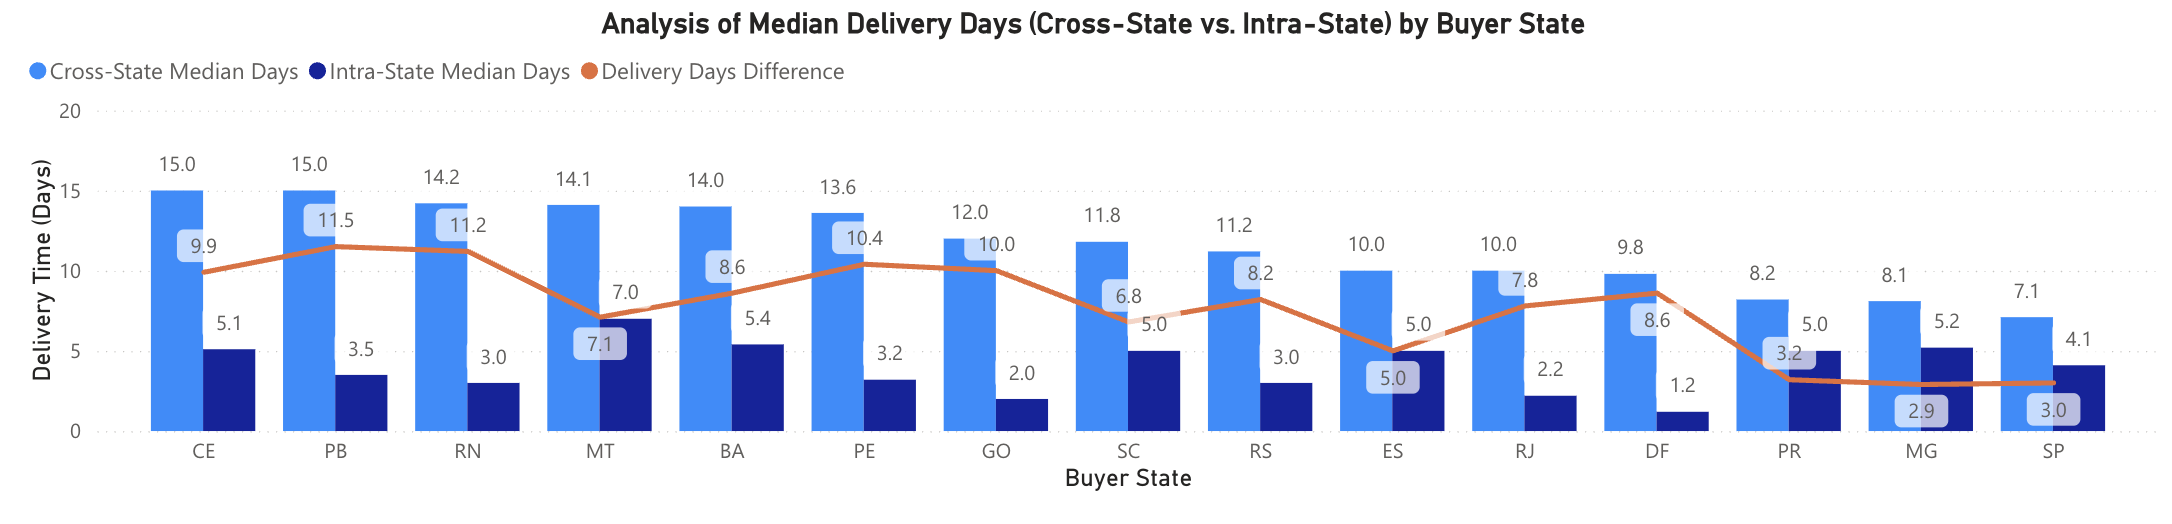 Analysis of Median Delivery Days (Cross-State vs. Intra-State) by Buyer State
Cross-State Median Days Intra-State Median Days Delivery Days Difference
Delivery Time (Days)
20
15
10
5
0
15.0 15.0 14.2 14.1 14.0 13.6 12.0 11.8 11.2 10.0 10.0 9.8 8.2 8.1 7.1
9.9 11.5 11.2 7.1 8.6 10.4 10.0 6.8 8.2 5.0 7.8 8.6 3.2 2.9 3.0
5.1 3.5 3.0 7.0 5.4 3.2 2.0 5.0 3.0 5.0 2.2 1.2 5.0 5.2 4.1
CE PB RN MT BA PE GO SC RS ES RJ DF PR MG SP
Buyer State